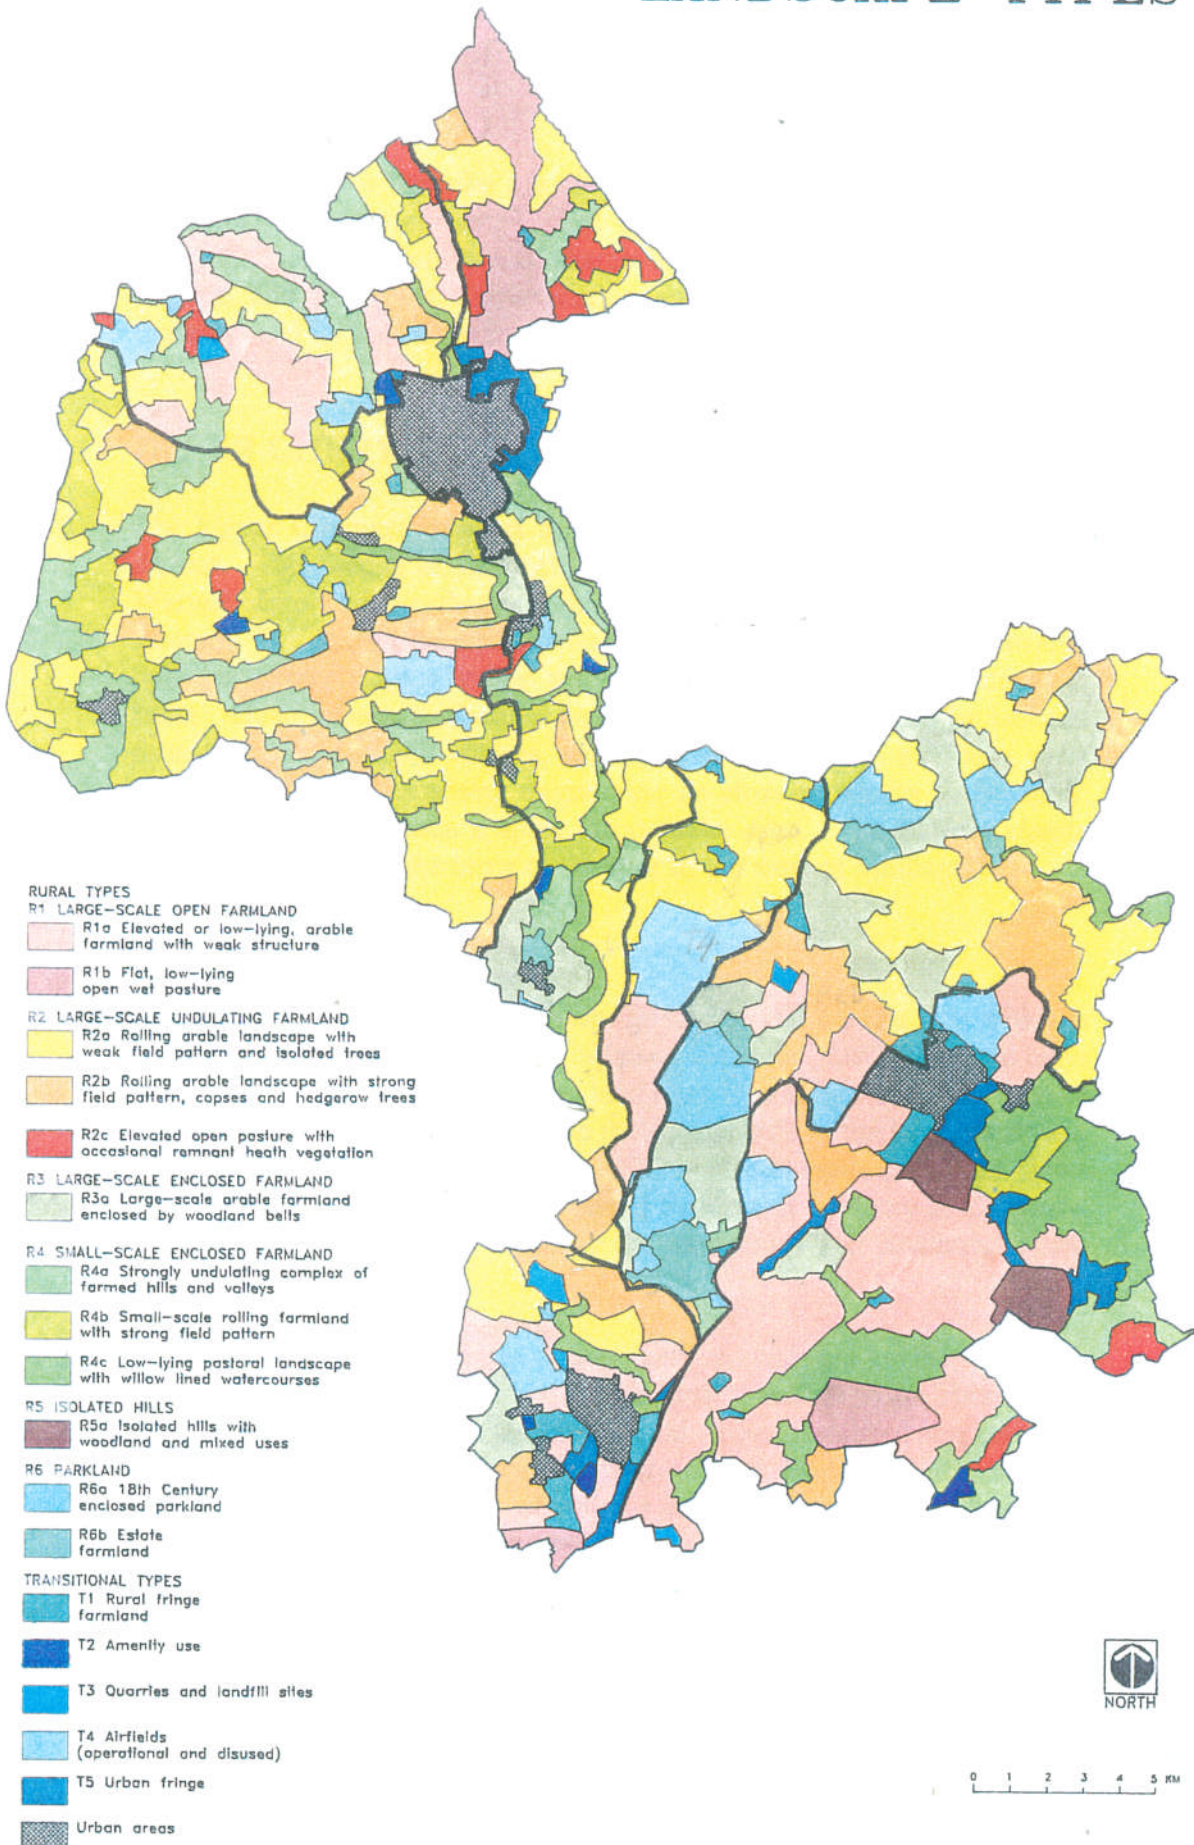 LANDSCAPE TYPES
RURAL TYPES
R1 LARGE-SCALE OPEN FARMLAND
R1a Elevated or low-lying, arable
farmland with weak structure
R1b Flat, low-lying
open wet pasture
R2 LARGE-SCALE UNDULATING FARMLAND
R2a Rolling arable landscape with
weak field pattern and isolated trees
R2b Rolling arable landscape with strong
field pattern, copses and hedgerow trees
R2c Elevated open pasture with
occasional remnant heath vegetation
R3 LARGE-SCALE ENCLOSED FARMLAND
R3a Large-scale arable farmland
enclosed by woodland belts
R4 SMALL-SCALE ENCLOSED FARMLAND
R4a Strongly undulating complex of
farmed hills and valleys
R4b Small-scale rolling farmland
with strong field pattern
R4c Low-lying pastoral landscape
with willow lined watercourses
R5 ISOLATED HILLS
R5a Isolated hills with
woodland and mixed uses
R6 PARKLAND
R6a 18th Century
enclosed parkland
R6b Estate
farmland
TRANSITIONAL TYPES
T1 Rural fringe
farmland
T2 Amenity use
T3 Quarries and landfill sites
T4 Airfields
(operational and disused)
T5 Urban fringe
Urban areas
NORTH
0 1 2 3 4 5 KM